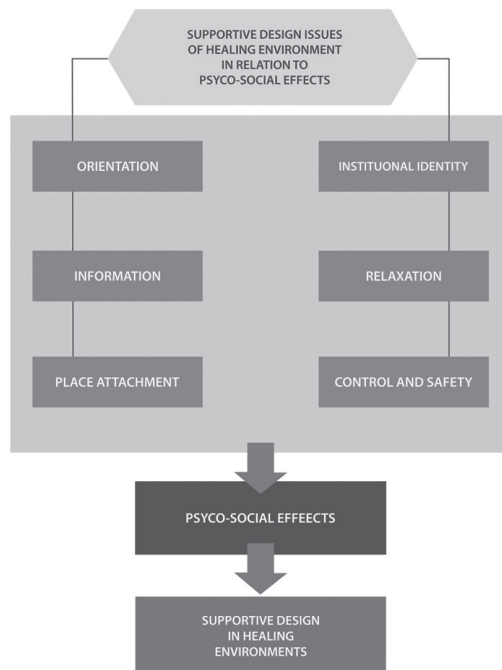 SUPPORTIVE DESIGN ISSUES
OF HEALING ENVIRONMENT
IN RELATION TO
PSYCO-SOCIAL EFFECTS
ORIENTATION
INSTITUONAL IDENTITY
INFORMATION
RELAXATION
PLACE ATTACHMENT
CONTROL AND SAFETY
PSYCO-SOCIAL EFFEECTS
SUPPORTIVE DESIGN
IN HEALING
ENVIRONMENTS